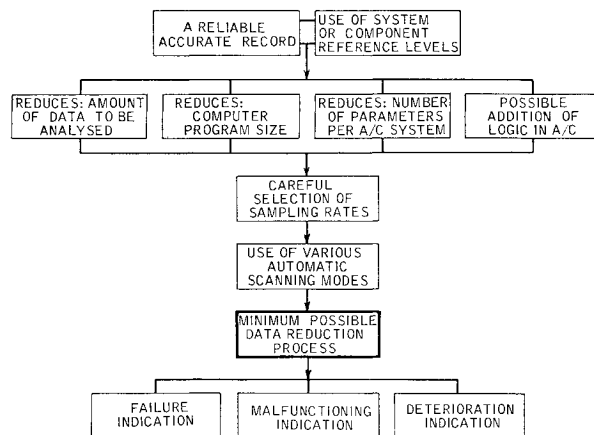 A RELIABLE
ACCURATE RECORD
USE OF SYSTEM
OR COMPONENT
REFERENCE LEVELS
REDUCES: AMOUNT
OF DATA TO BE
ANALYSED
REDUCES:
COMPUTER
PROGRAM SIZE
REDUCES: NUMBER
OF PARAMETERS
PER A/C SYSTEM
POSSIBLE
ADDITION OF
LOGIC IN A/C
CAREFUL
SELECTION OF
SAMPLING RATES
USE OF VARIOUS
AUTOMATIC
SCANNING MODES
MINIMUM POSSIBLE
DATA REDUCTION
PROCESS
FAILURE
INDICATION
MALFUNCTIONING
INDICATION
DETERIORATION
INDICATION